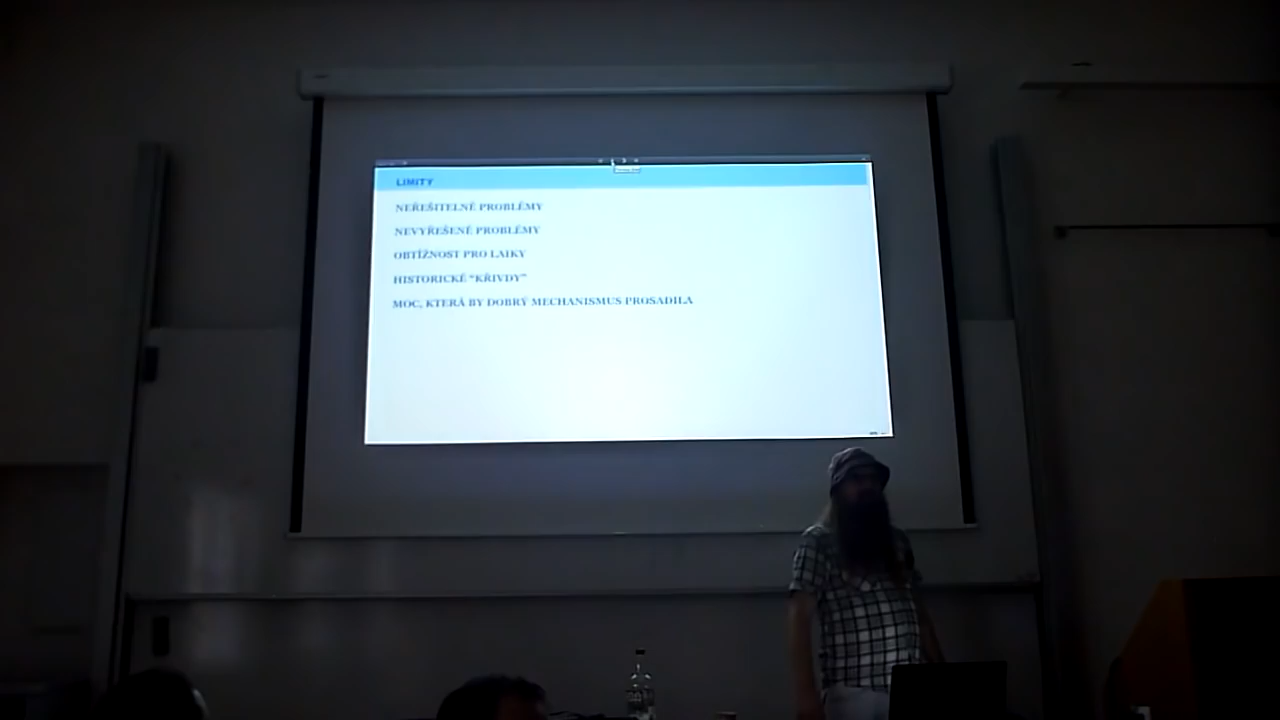 LIMITY
NEŘEŠITELNÉ PROBLÉMY
NEVYŘEŠENÉ PROBLÉMY
OBTÍŽNOST PRO LAIKY
HISTORICKÉ “KŘIVDY”
MOC, KTERÁ BY DOBRÝ MECHANISMUS PROSADILA